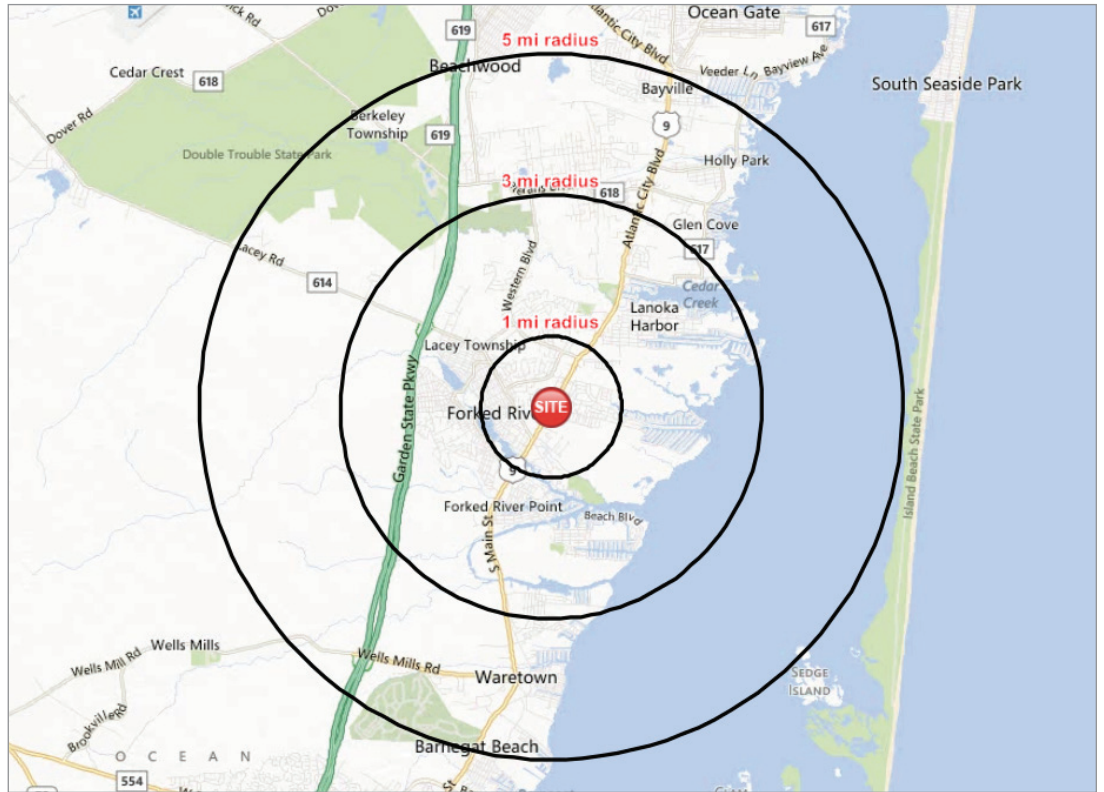 Ocean Gate
617
619
5 mi radius
Atlantic City Blvd
Beachwood
Veeder Ln
Bayview Ave
Cedar Crest
618
South Seaside Park
Bayville
9
Dover Rd
Berkeley
Township
619
Double Trouble State Park
Holly Park
3 mi radius
618
Atlantic City Blvd
Glen Cove
617
Lacey Rd
614
Western Blvd
Cedar
Creek
Lanoka
Harbor
1 mi radius
Lacey Township
Garden State Pkwy
Forked
SITE
Island Beach State Park
9
Forked River Point
Beach Blvd
S Main St
Wells Mills
Wells Mill Rd
Wells Mills Rd
Waretown
SEDGE
ISLAND
Brookville Rd
Barnegat Beach
OCEAN
554